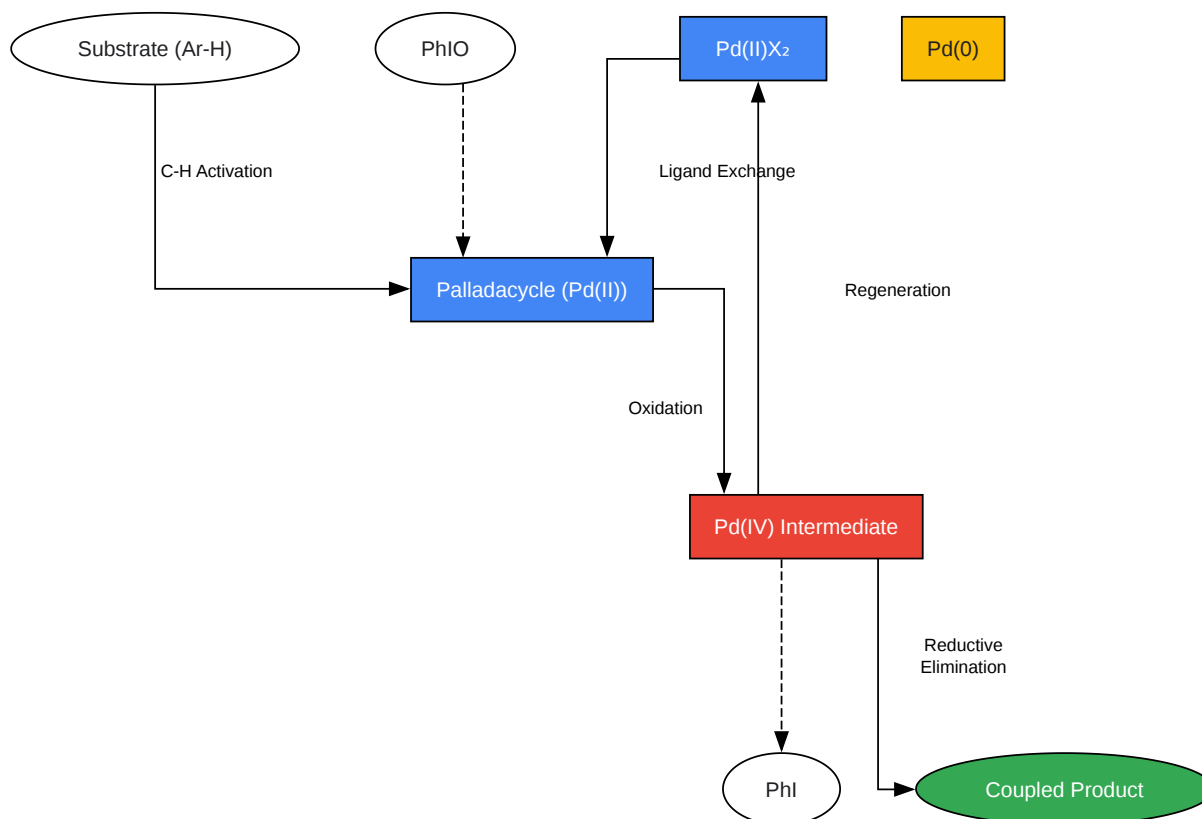 Substrate (Ar-H)
PhIO
Pd(II)X₂
Pd(0)
C-H Activation
Ligand Exchange
Palladacycle (Pd(II))
Regeneration
Oxidation
Pd(IV) Intermediate
Reductive
Elimination
PhI
Coupled Product